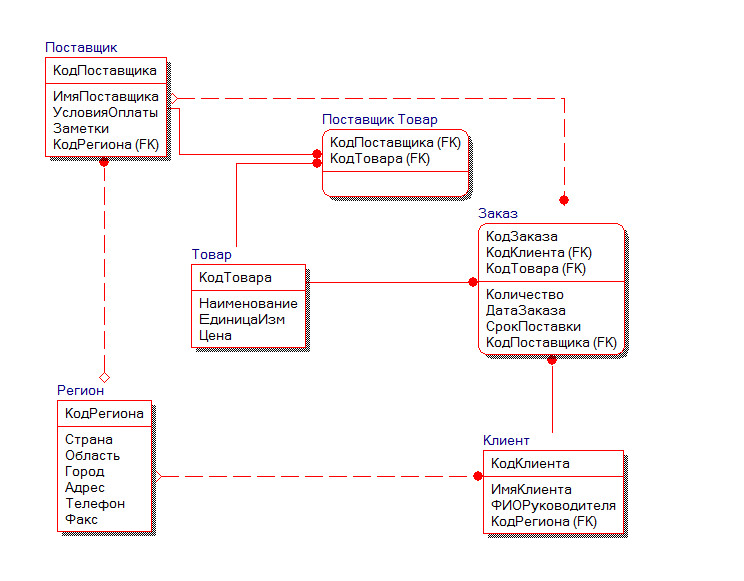 Поставщик
КодПоставщика
ИмяПоставщика
УсловияОплаты
Заметки
КодРегиона (FK)
Поставщик Товар
КодПоставщика (FK)
КодТовара (FK)
Заказ
КодЗаказа
КодКлиента (FK)
КодТовара (FK)
Количество
ДатаЗаказа
СрокПоставки
КодПоставщика (FK)
Товар
КодТовара
Наименование
ЕдиницаИзм
Цена
Регион
КодРегиона
Страна
Область
Город
Адрес
Телефон
Факс
Клиент
КодКлиента
ИмяКлиента
ФИОРуководителя
КодРегиона (FK)